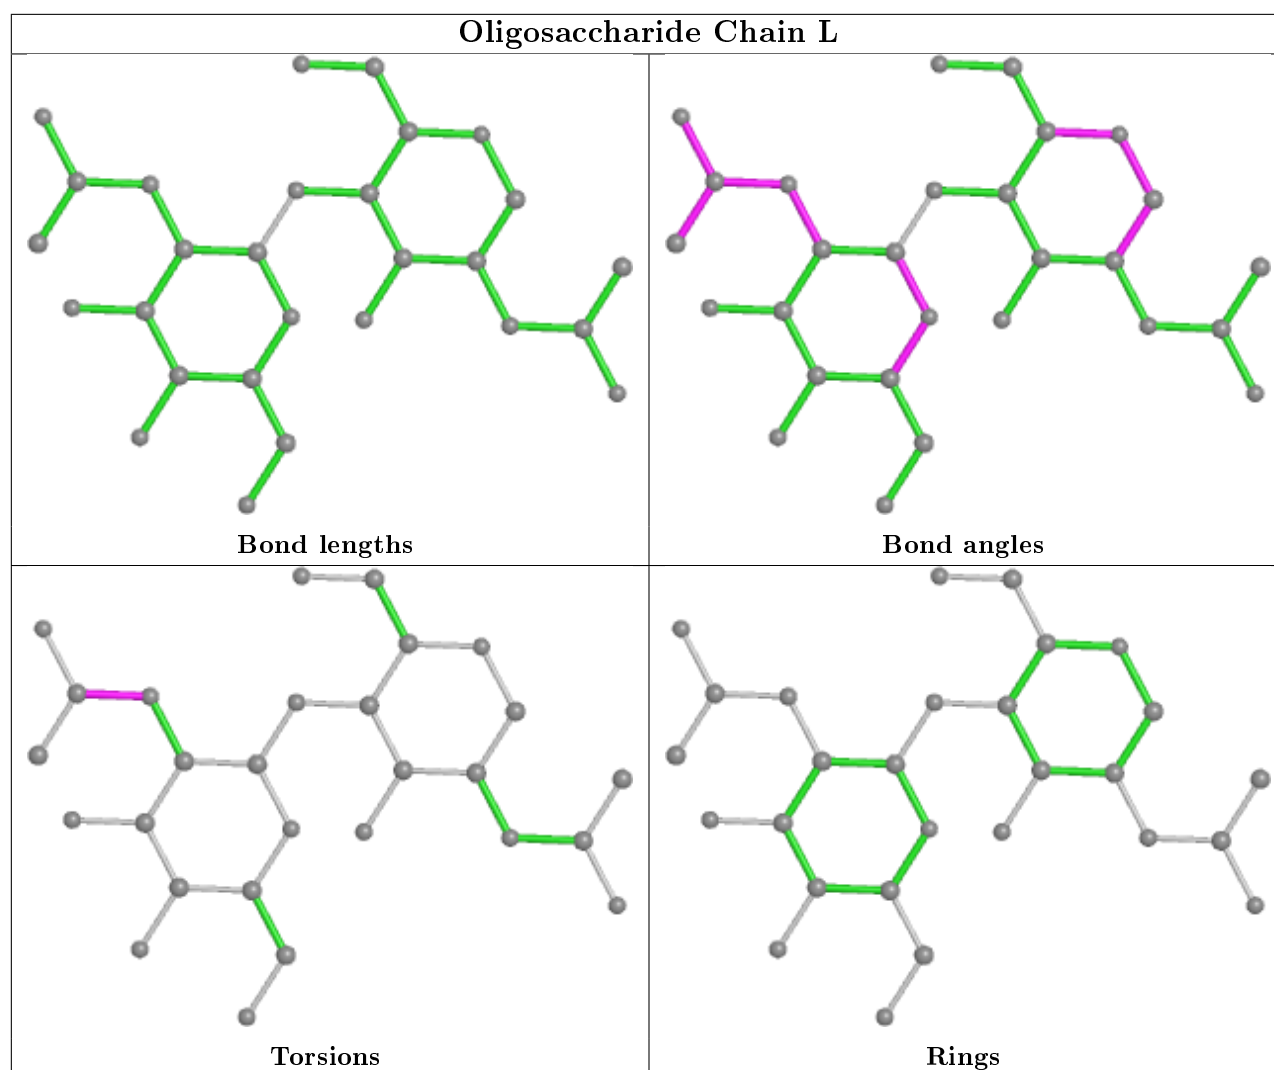 Oligosaccharide Chain L
Bond lengths
Bond angles
Torsions
Rings